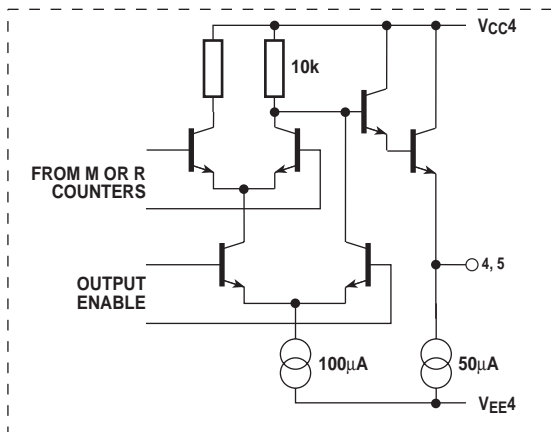 VCC4
10k
FROM M OR R
COUNTERS
4, 5
OUTPUT
ENABLE
100µA
50µA
VEE4